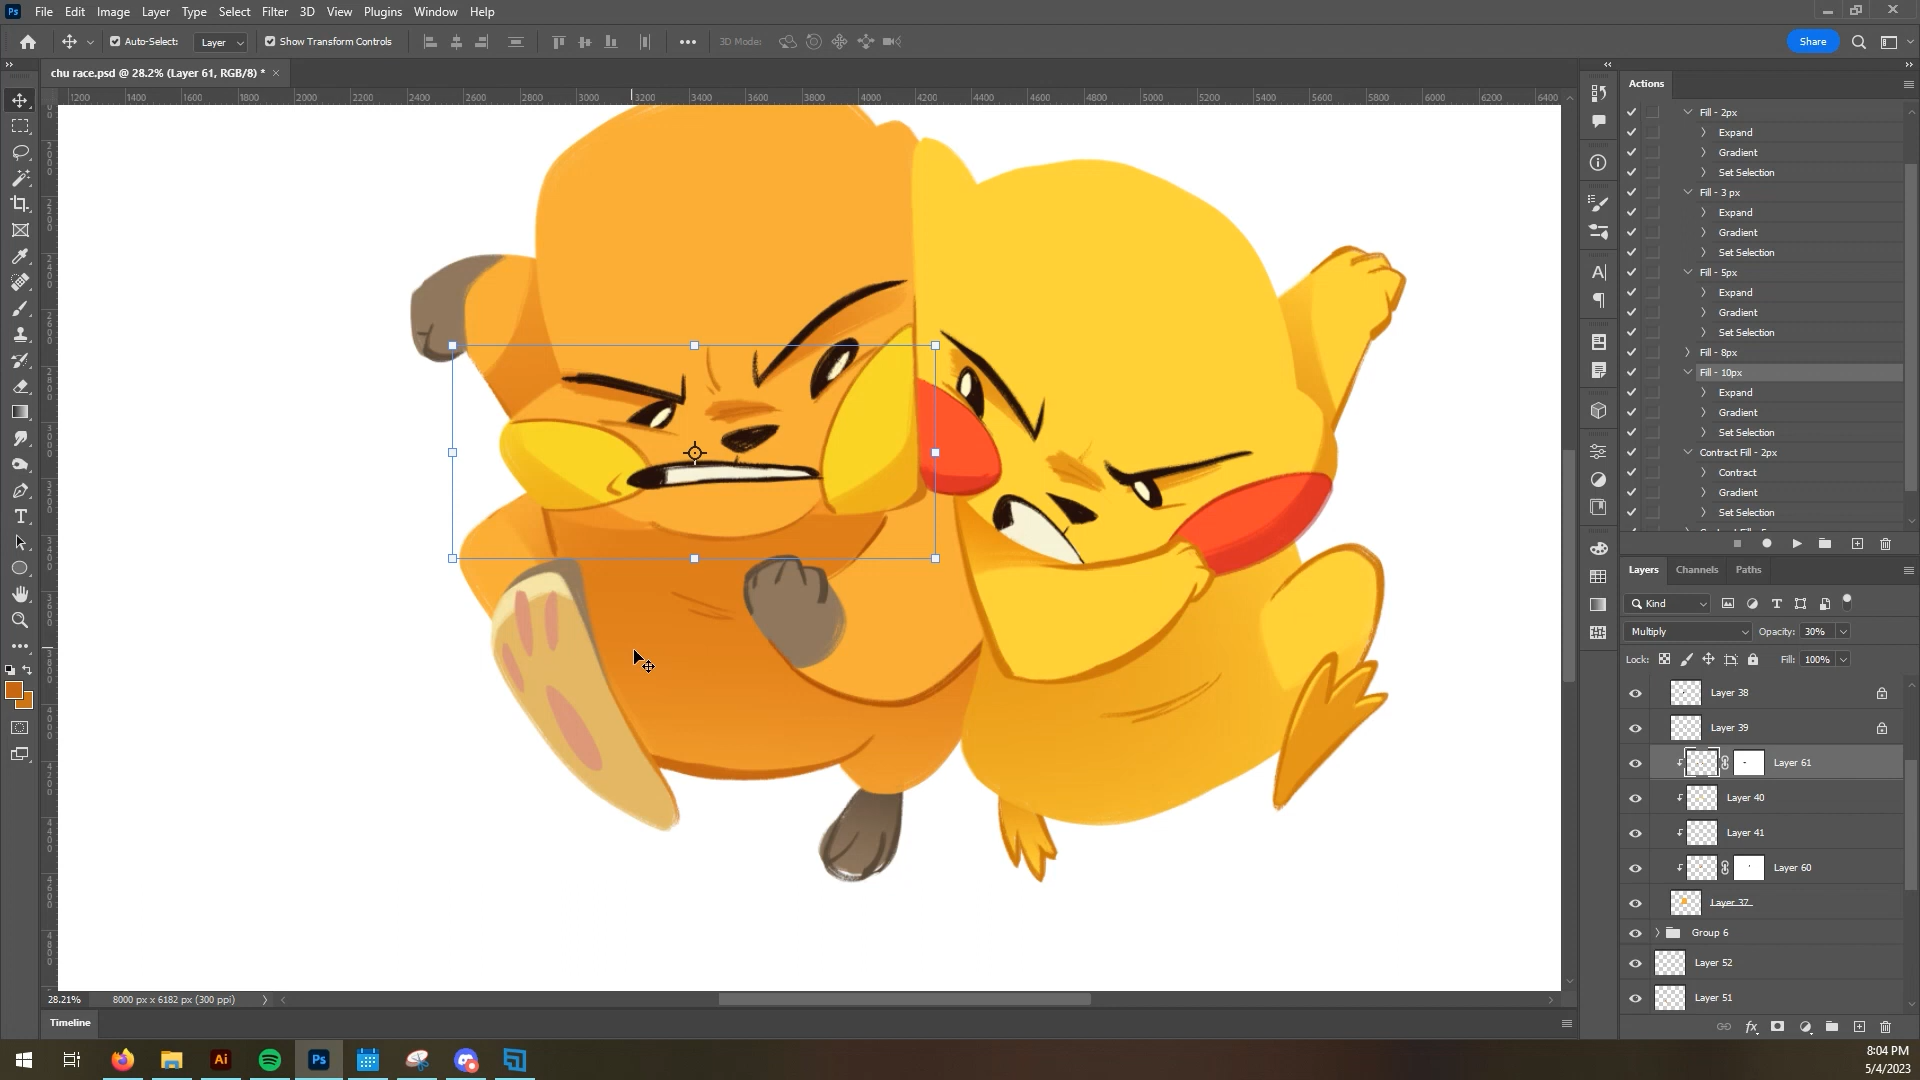 Ps File Edit Image Layer Type Select Filter 3D View Plugins Window Help
Auto-Select: Layer Show Transform Controls 3D Mode: Share
chu race.psd @ 28.2% (Layer 61, RGB/8) *
1200 1400 1600 1800 2000 2200 2400 2600 2800 3000 3200 3400 3600 3800 4000 4200 4400 4600 4800 5000 5200 5400 5600 5800 6000 6200 6400
Actions
Fill - 2px
Expand
Gradient
Set Selection
Fill - 3 px
Expand
Gradient
Set Selection
Fill - 5px
Expand
Gradient
Set Selection
Fill - 8px
Fill - 10px
Expand
Gradient
Set Selection
Contract Fill - 2px
Contract
Gradient
Set Selection
Layers Channels Paths
Kind
Multiply Opacity: 30%
Lock: Fill: 100%
Layer 38
Layer 39
Layer 61
Layer 40
Layer 41
Layer 60
Layer 37
Group 6
Layer 52
Layer 51
28.21% 8000 px x 6182 px (300 ppi)
Timeline
Ai Ps
8:04 PM
5/4/2023